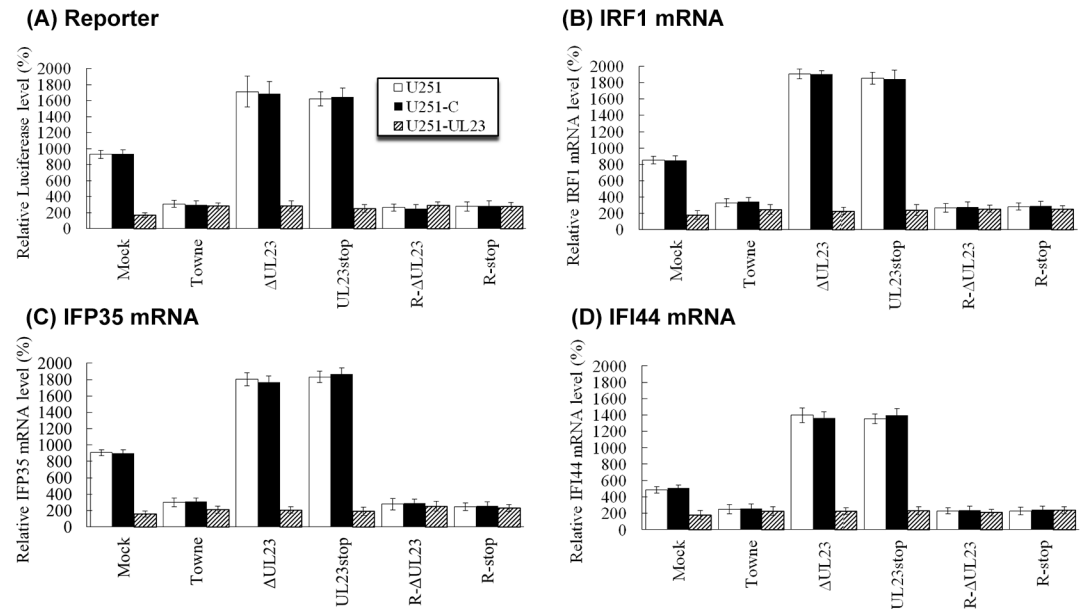 (A) Reporter
Relative Luciferease level (%)
2000
1800
1600
1400
1200
1000
800
600
400
200
0
U251
U251-C
U251-UL23
Mock
Towne
ΔUL23
UL23stop
R-ΔUL23
R-stop
(B) IRF1 mRNA
Relative IRF1 mRNA level (%)
2000
1800
1600
1400
1200
1000
800
600
400
200
0
Mock
Towne
ΔUL23
UL23stop
R-ΔUL23
R-stop
(C) IFP35 mRNA
Relative IFP35 mRNA level (%)
2000
1800
1600
1400
1200
1000
800
600
400
200
0
Mock
Towne
ΔUL23
UL23stop
R-ΔUL23
R-stop
(D) IFI44 mRNA
Relative IFI44 mRNA level (%)
2000
1800
1600
1400
1200
1000
800
600
400
200
0
Mock
Towne
ΔUL23
UL23stop
R-ΔUL23
R-stop